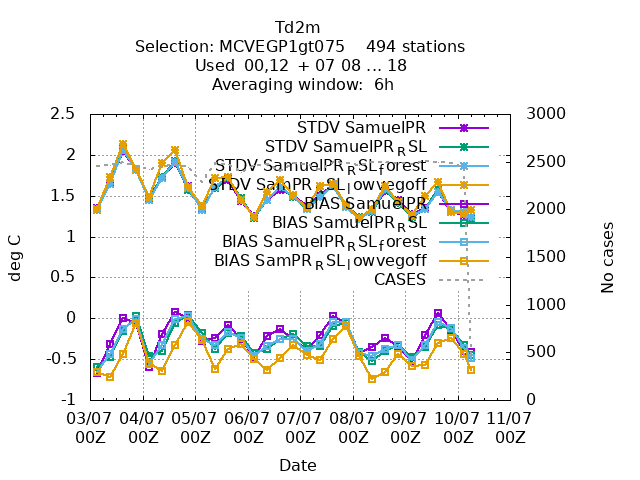 Td2m
Selection: MCVEGP1gt075    494 stations
Used  00,12  + 07 08 ... 18
Averaging window:  6h
2.5
2
1.5
1
0.5
0
-0.5
-1
deg C
3000
2500
2000
1500
1000
500
0
No cases
STDV SamuelPR
STDV SamuelPR_RSL
STDV SamuelPR_RSL_forest
STDV SamPR_RSL_lowvegoff
BIAS SamuelPR
BIAS SamuelPR_RSL
BIAS SamuelPR_RSL_forest
BIAS SamPR_RSL_lowvegoff
CASES
03/07 04/07 05/07 06/07 07/07 08/07 09/07 10/07 11/07
00Z 00Z 00Z 00Z 00Z 00Z 00Z 00Z 00Z
Date